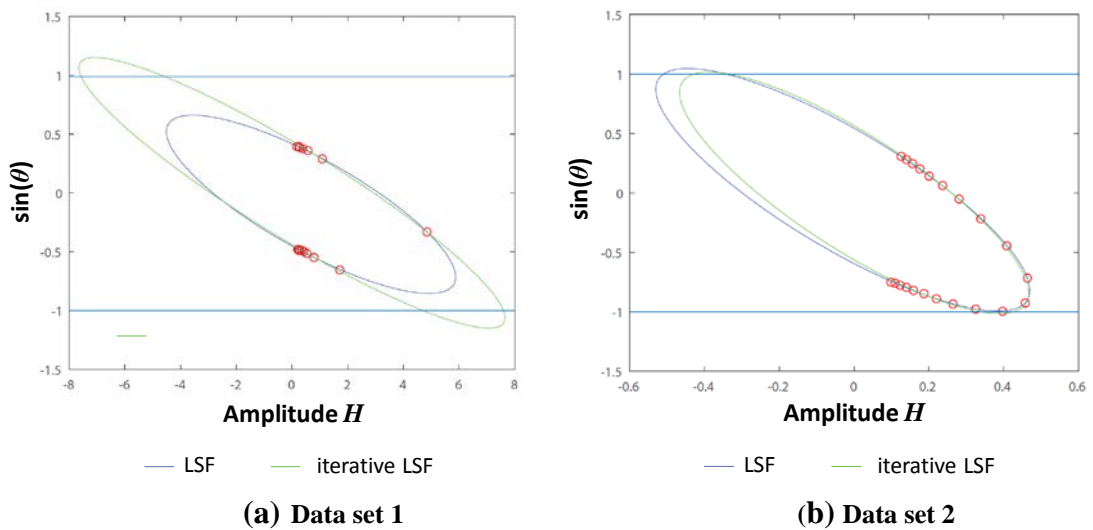 1.5
1
0.5
0
-0.5
-1
-1.5
sin(θ)
-8 -6 -4 -2 0 2 4 6 8
Amplitude H
LSF iterative LSF
(a) Data set 1
1.5
1
0.5
0
-0.5
-1
-1.5
sin(θ)
-0.6 -0.4 -0.2 0 0.2 0.4 0.6
Amplitude H
LSF iterative LSF
(b) Data set 2